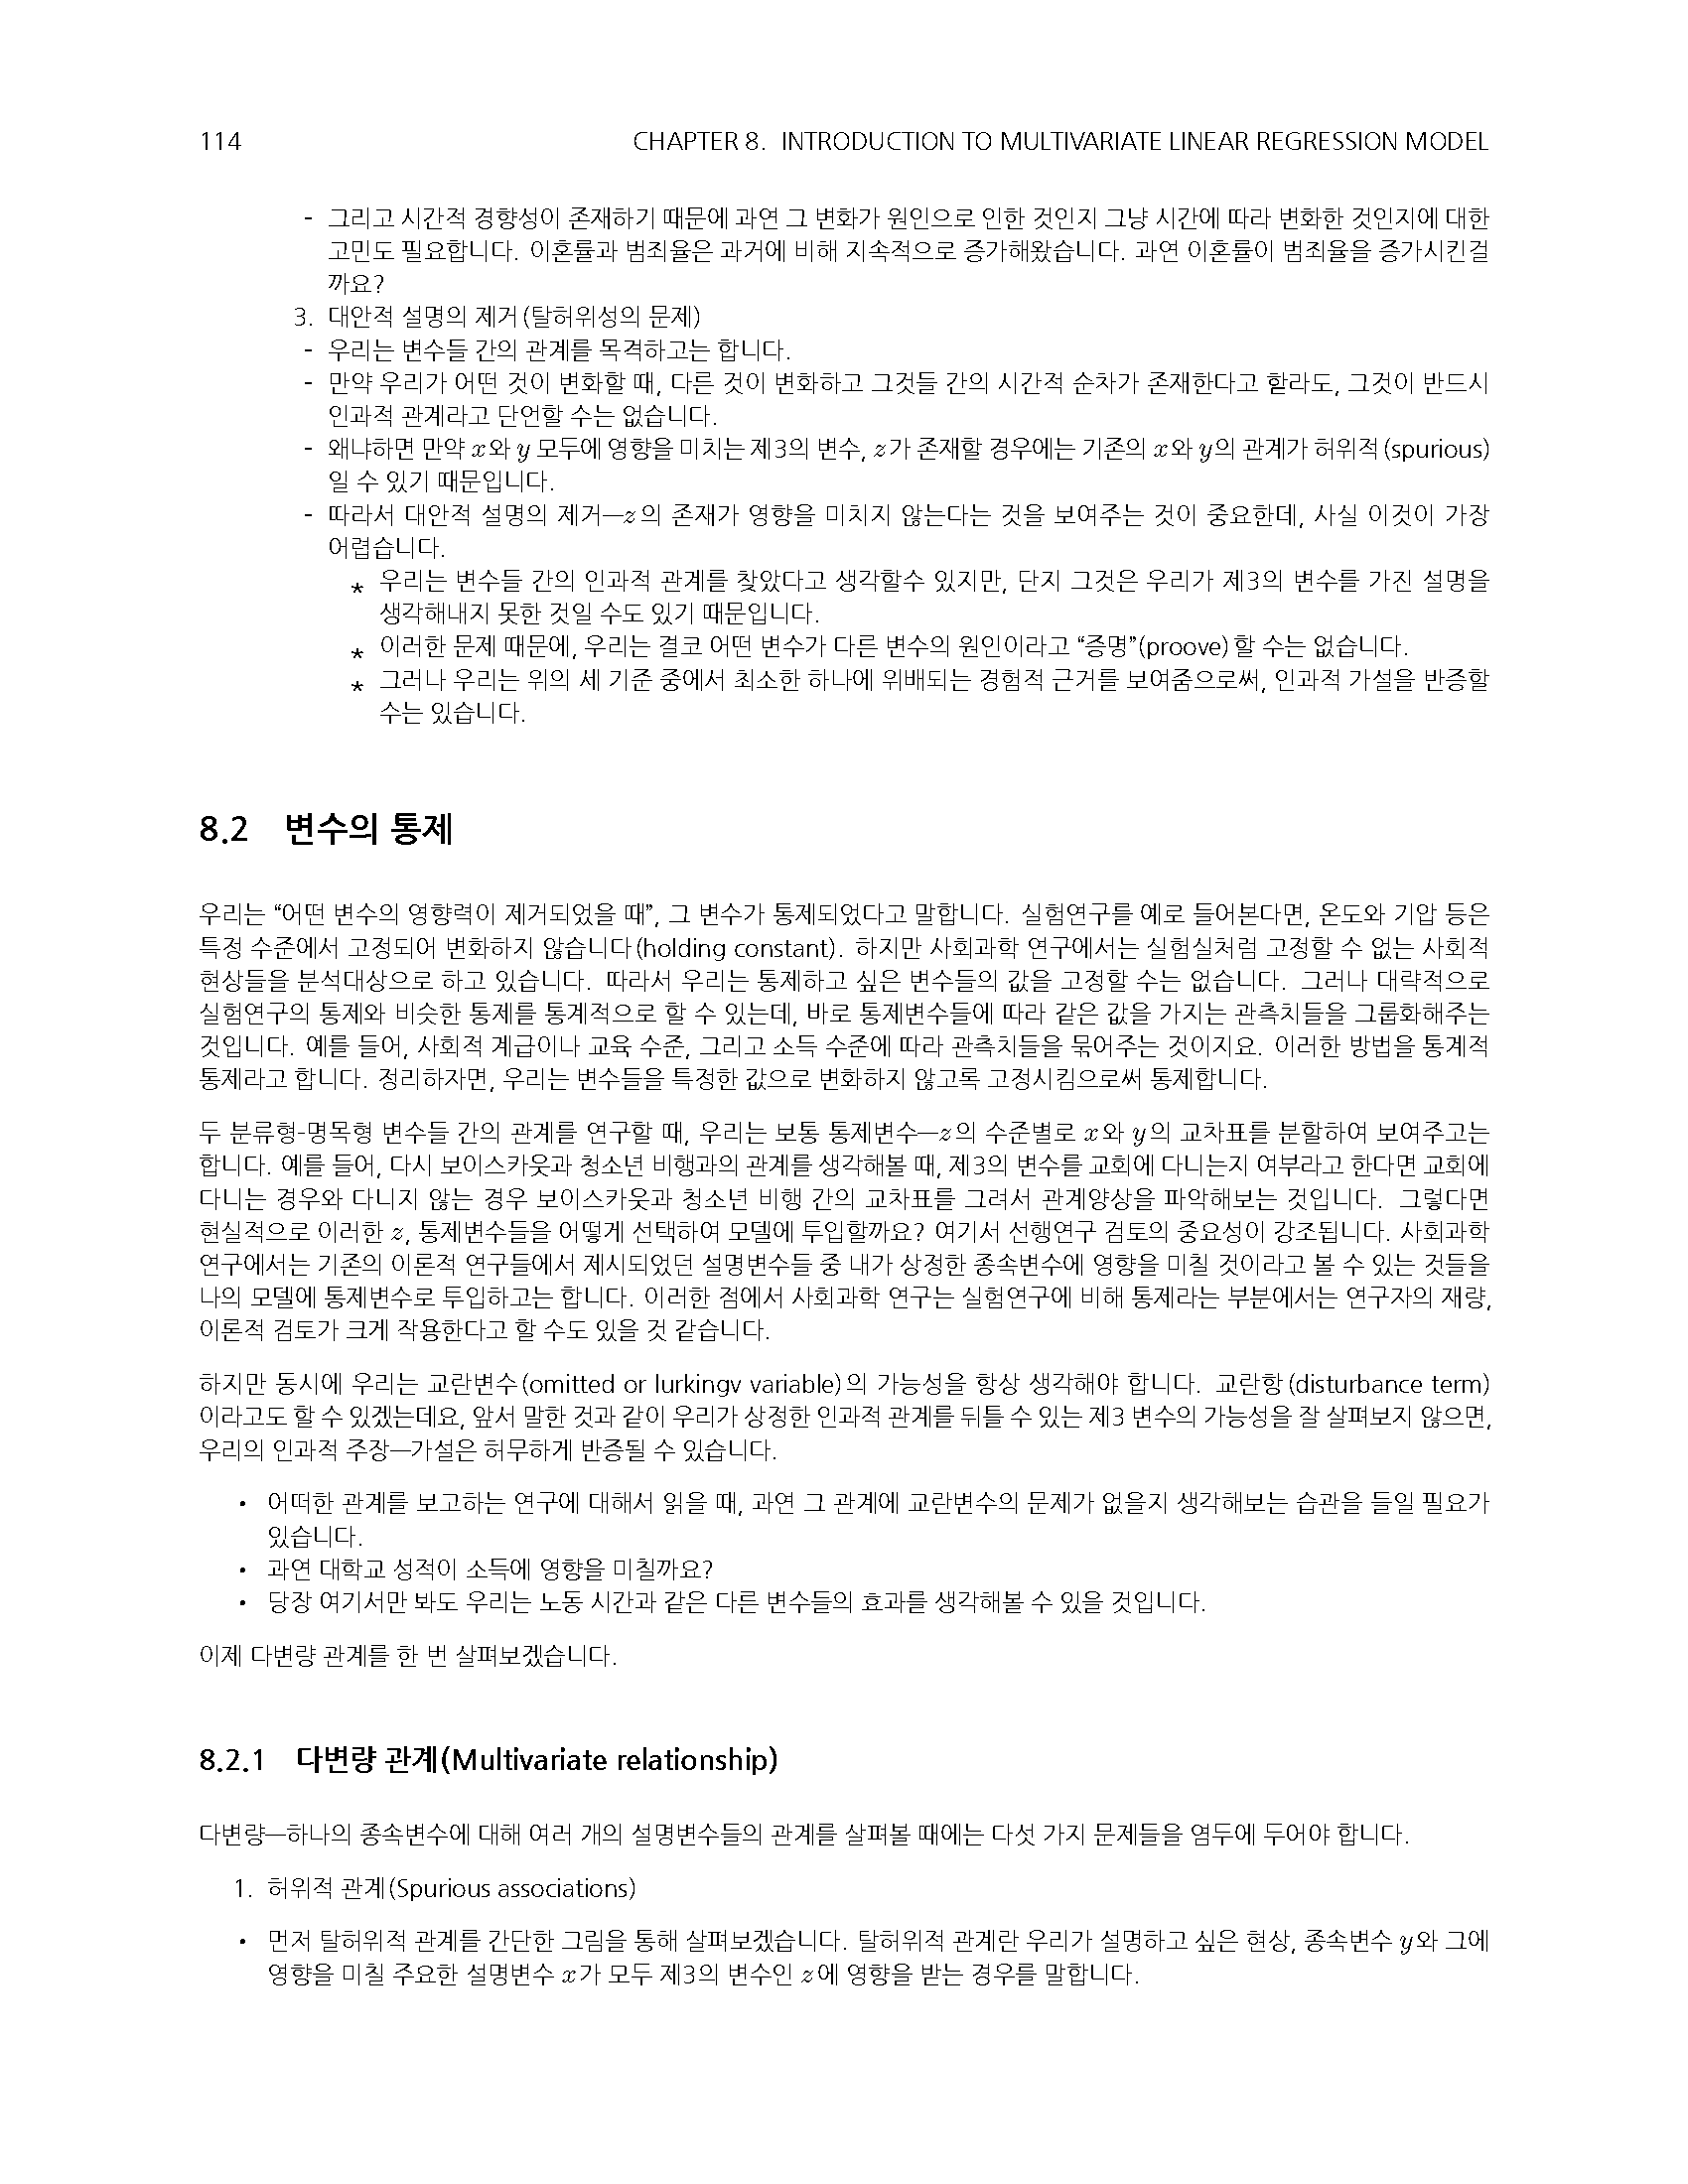 114 CHAPTER 8. INTRODUCTION TO MULTIVARIATE LINEAR REGRESSION MODEL
- 그리고 시간적 경향성이 존재하기 때문에 과연 그 변화가 원인으로 인한 것인지 그냥 시간에 따라 변화한 것인지에 대한
고민도 필요합니다. 이혼률과 범죄율은 과거에 비해 지속적으로 증가해왔습니다. 과연 이혼률이 범죄율을 증가시킨걸
까요?
3. 대안적 설명의 제거(탈허위성의 문제)
- 우리는 변수들 간의 관계를 목격하고는 합니다.
- 만약 우리가 어떤 것이 변화할 때, 다른 것이 변화하고 그것들 간의 시간적 순차가 존재한다고 할라도, 그것이 반드시
인과적 관계라고 단언할 수는 없습니다.
- 왜냐하면 만약 x와 y 모두에 영향을 미치는 제3의 변수, z가 존재할 경우에는 기존의 x와 y의 관계가 허위적(spurious)
일 수 있기 때문입니다.
- 따라서 대안적 설명의 제거—z의 존재가 영향을 미치지 않는다는 것을 보여주는 것이 중요한데, 사실 이것이 가장
어렵습니다.
* 우리는 변수들 간의 인과적 관계를 찾았다고 생각할수 있지만, 단지 그것은 우리가 제3의 변수를 가진 설명을
생각해내지 못한 것일 수도 있기 때문입니다.
* 이러한 문제 때문에, 우리는 결코 어떤 변수가 다른 변수의 원인이라고 “증명”(proove)할 수는 없습니다.
* 그러나 우리는 위의 세 기준 중에서 최소한 하나에 위배되는 경험적 근거를 보여줌으로써, 인과적 가설을 반증할
수는 있습니다.
8.2 변수의 통제
우리는 “어떤 변수의 영향력이 제거되었을 때”, 그 변수가 통제되었다고 말합니다. 실험연구를 예로 들어본다면, 온도와 기압 등은
특정 수준에서 고정되어 변화하지 않습니다(holding constant). 하지만 사회과학 연구에서는 실험실처럼 고정할 수 없는 사회적
현상들을 분석대상으로 하고 있습니다. 따라서 우리는 통제하고 싶은 변수들의 값을 고정할 수는 없습니다. 그러나 대략적으로
실험연구의 통제와 비슷한 통제를 통계적으로 할 수 있는데, 바로 통제변수들에 따라 같은 값을 가지는 관측치들을 그룹화해주는
것입니다. 예를 들어, 사회적 계급이나 교육 수준, 그리고 소득 수준에 따라 관측치들을 묶어주는 것이지요. 이러한 방법을 통계적
통제라고 합니다. 정리하자면, 우리는 변수들을 특정한 값으로 변화하지 않고록 고정시킴으로써 통제합니다.
두 분류형-명목형 변수들 간의 관계를 연구할 때, 우리는 보통 통제변수—z의 수준별로 x와 y의 교차표를 분할하여 보여주고는
합니다. 예를 들어, 다시 보이스카웃과 청소년 비행과의 관계를 생각해볼 때, 제3의 변수를 교회에 다니는지 여부라고 한다면 교회에
다니는 경우와 다니지 않는 경우 보이스카웃과 청소년 비행 간의 교차표를 그려서 관계양상을 파악해보는 것입니다. 그렇다면
현실적으로 이러한 z, 통제변수들을 어떻게 선택하여 모델에 투입할까요? 여기서 선행연구 검토의 중요성이 강조됩니다. 사회과학
연구에서는 기존의 이론적 연구들에서 제시되었던 설명변수들 중 내가 상정한 종속변수에 영향을 미칠 것이라고 볼 수 있는 것들을
나의 모델에 통제변수로 투입하고는 합니다. 이러한 점에서 사회과학 연구는 실험연구에 비해 통제라는 부분에서는 연구자의 재량,
이론적 검토가 크게 작용한다고 할 수도 있을 것 같습니다.
하지만 동시에 우리는 교란변수(omitted or lurkingv variable)의 가능성을 항상 생각해야 합니다. 교란항(disturbance term)
이라고도 할 수 있겠는데요, 앞서 말한 것과 같이 우리가 상정한 인과적 관계를 뒤틀 수 있는 제3 변수의 가능성을 잘 살펴보지 않으면,
우리의 인과적 주장—가설은 허무하게 반증될 수 있습니다.
• 어떠한 관계를 보고하는 연구에 대해서 읽을 때, 과연 그 관계에 교란변수의 문제가 없을지 생각해보는 습관을 들일 필요가
있습니다.
• 과연 대학교 성적이 소득에 영향을 미칠까요?
• 당장 여기서만 봐도 우리는 노동 시간과 같은 다른 변수들의 효과를 생각해볼 수 있을 것입니다.
이제 다변량 관계를 한 번 살펴보겠습니다.
8.2.1 다변량 관계(Multivariate relationship)
다변량—하나의 종속변수에 대해 여러 개의 설명변수들의 관계를 살펴볼 때에는 다섯 가지 문제들을 염두에 두어야 합니다.
1. 허위적 관계(Spurious associations)
• 먼저 탈허위적 관계를 간단한 그림을 통해 살펴보겠습니다. 탈허위적 관계란 우리가 설명하고 싶은 현상, 종속변수 y와 그에
영향을 미칠 주요한 설명변수 x가 모두 제3의 변수인 z에 영향을 받는 경우를 말합니다.